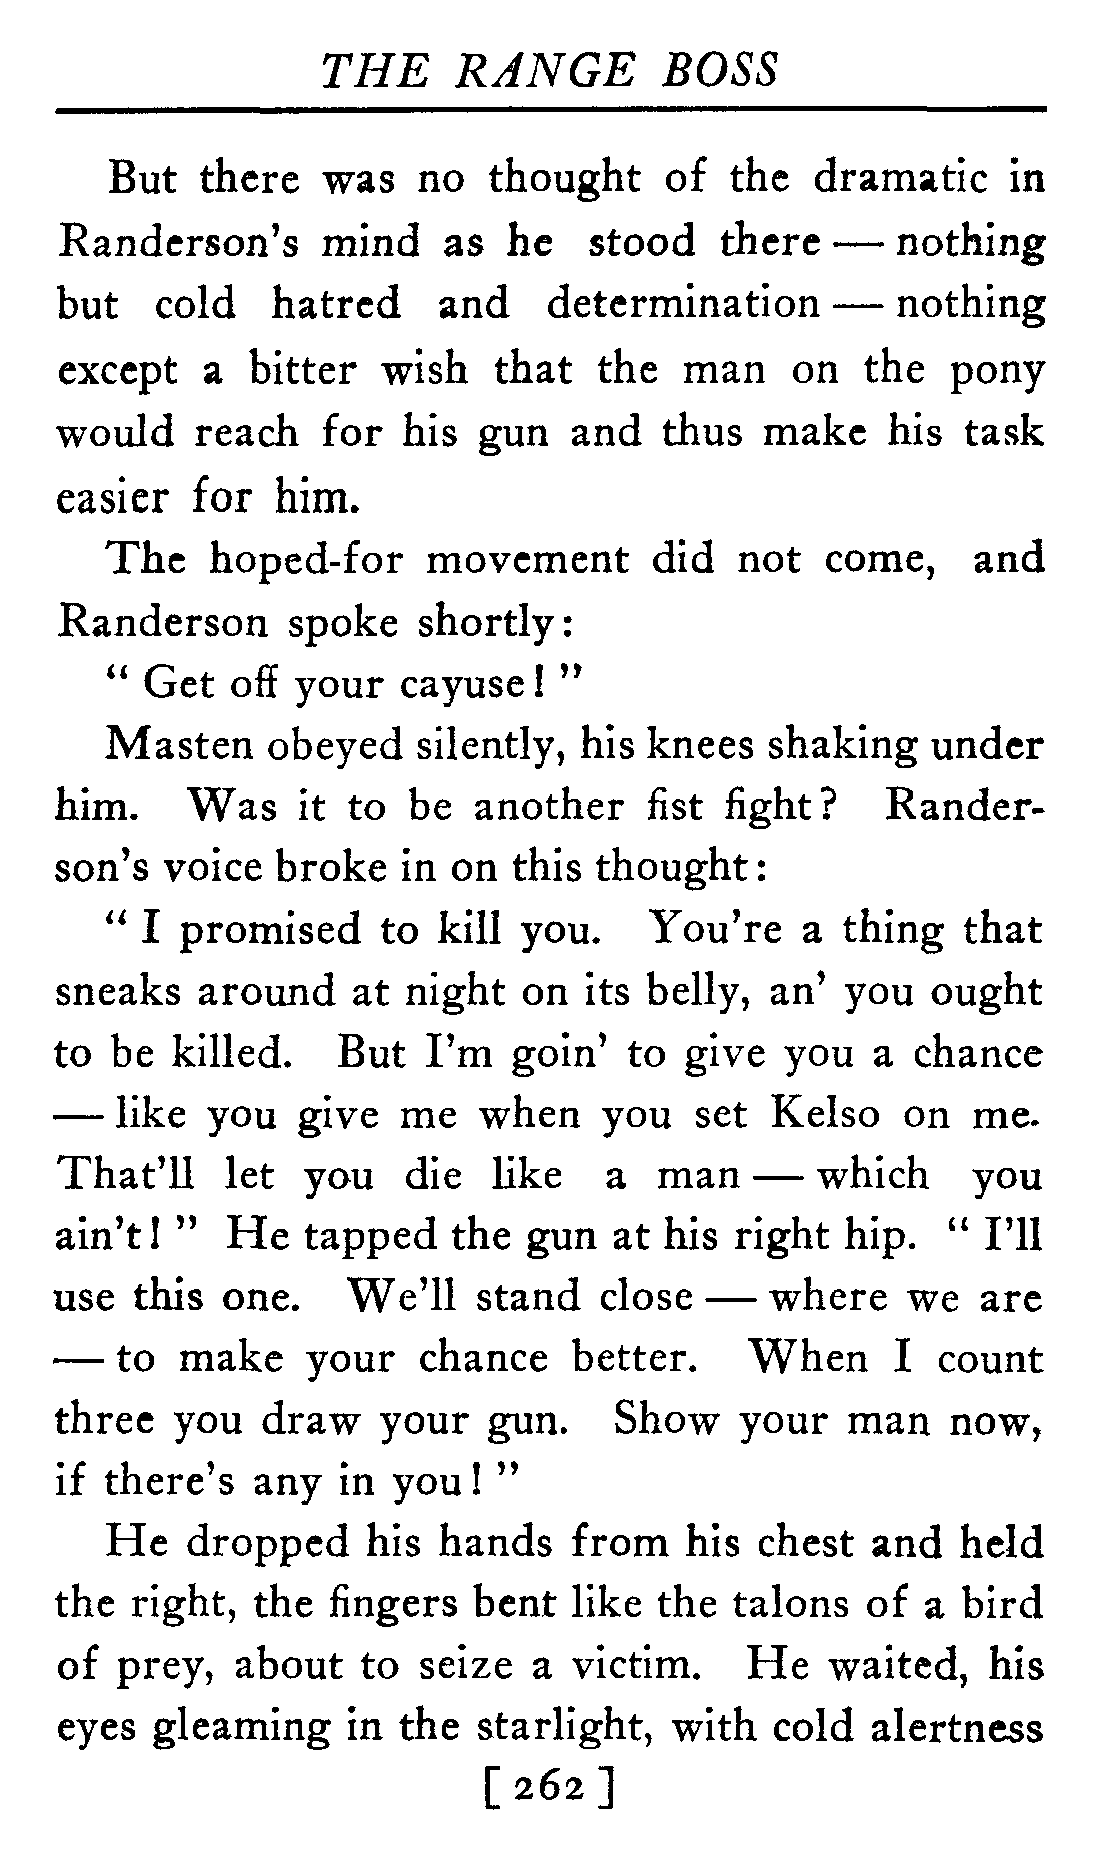 THE RANGE BOSS
But there was no thought of the dramatic in
Randerson's mind as he stood there — nothing
but cold hatred and determination — nothing
except a bitter wish that the man on the pony
would reach for his gun and thus make his task
easier for him.
The hoped-for movement did not come, and
Randerson spoke shortly:
" Get off your cayuse! "
Masten obeyed silently, his knees shaking under
him. Was it to be another fist fight? Rander-
son's voice broke in on this thought:
" I promised to kill you. You're a thing that
sneaks around at night on its belly, an' you ought
to be killed. But I'm goin' to give you a chance
— like you give me when you set Kelso on me.
That'll let you die like a man — which you
ain't! " He tapped the gun at his right hip. " I'll
use this one. We'll stand close — where we are
— to make your chance better. When I count
three you draw your gun. Show your man now,
if there's any in you! "
He dropped his hands from his chest and held
the right, the fingers bent like the talons of a bird
of prey, about to seize a victim. He waited, his
eyes gleaming in the starlight, with cold alertness
[ 262 ]